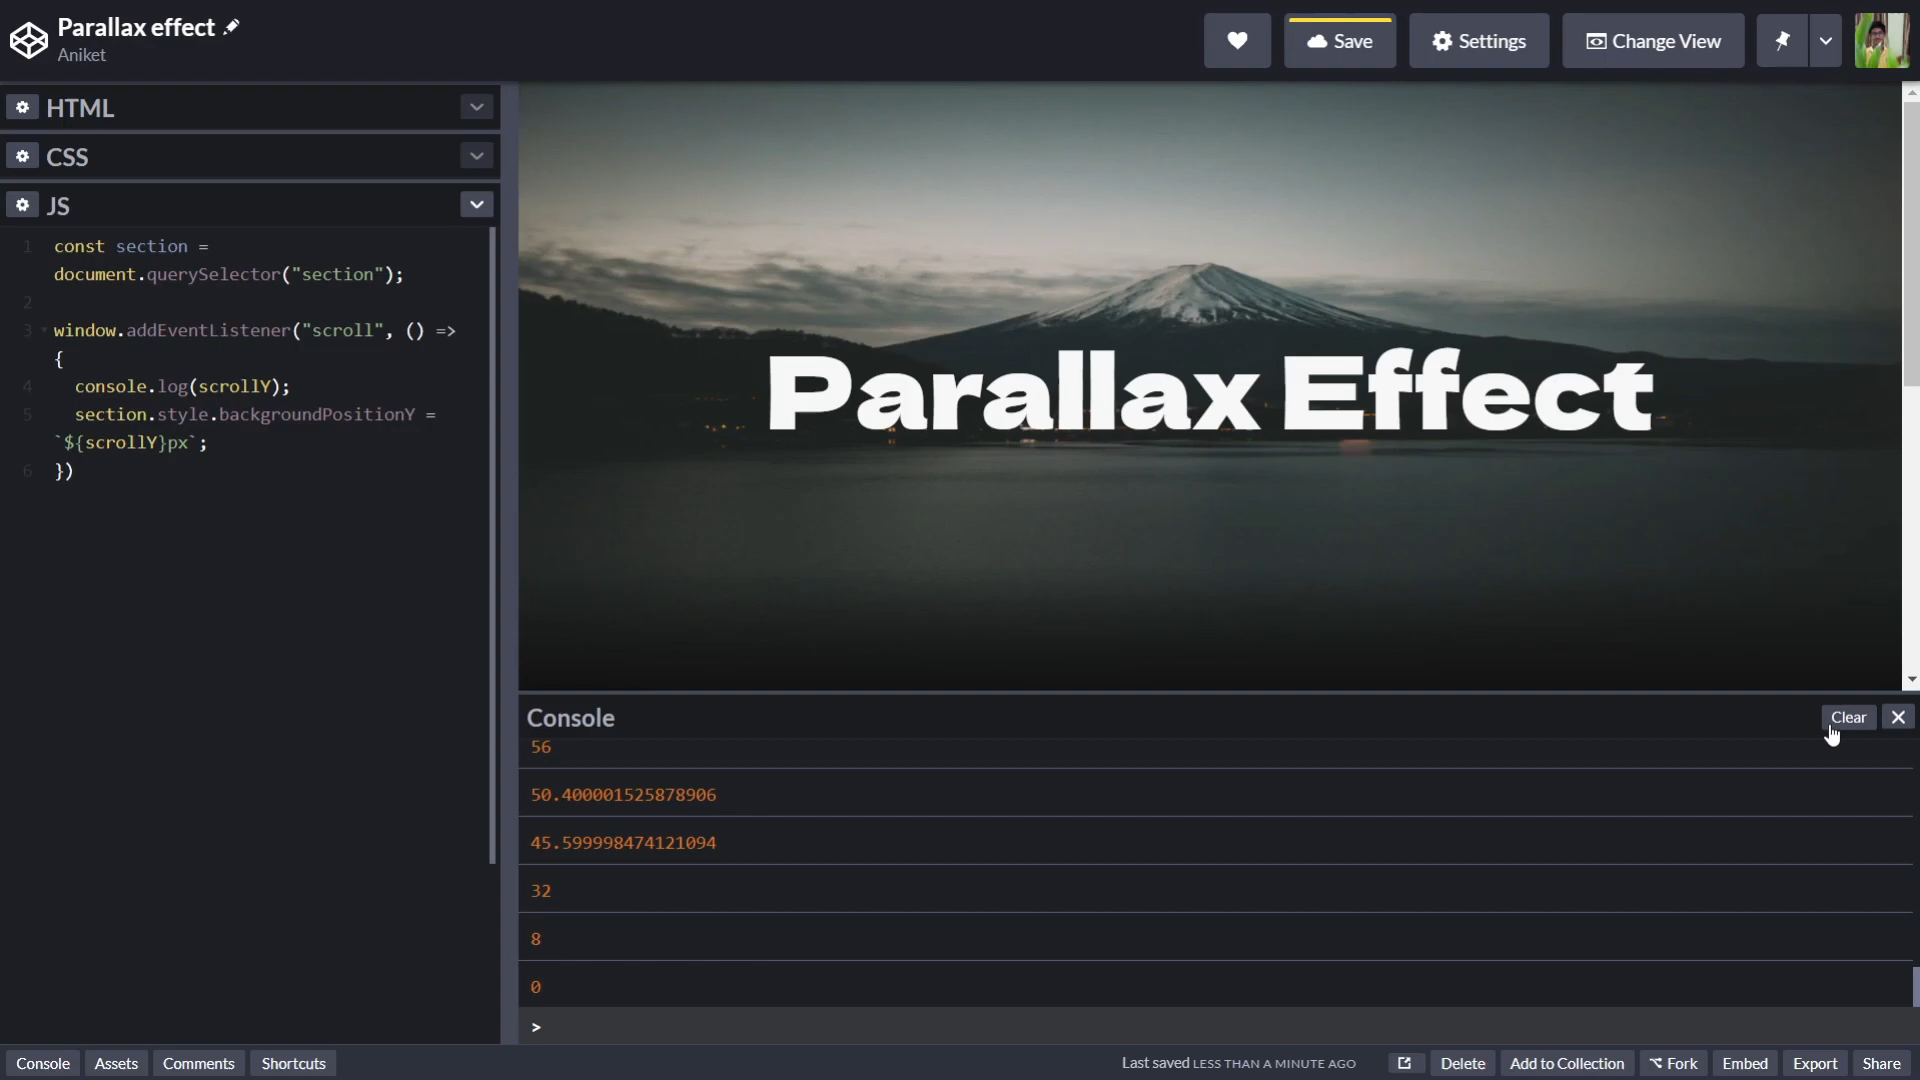 Parallax effect
Aniket
Save
Settings
Change View
HTML
CSS
JS
1 const section =
document.querySelector("section");
2
3 window.addEventListener("scroll", () =>
{
4 console.log(scrollY);
5 section.style.backgroundPositionY =
`${scrollY}px`;
6 })
Parallax Effect
Console
Clear
56
50.400001525878906
45.599998474121094
32
8
0
>
Console Assets Comments Shortcuts
Last saved LESS THAN A MINUTE AGO
Delete Add to Collection Fork Embed Export Share